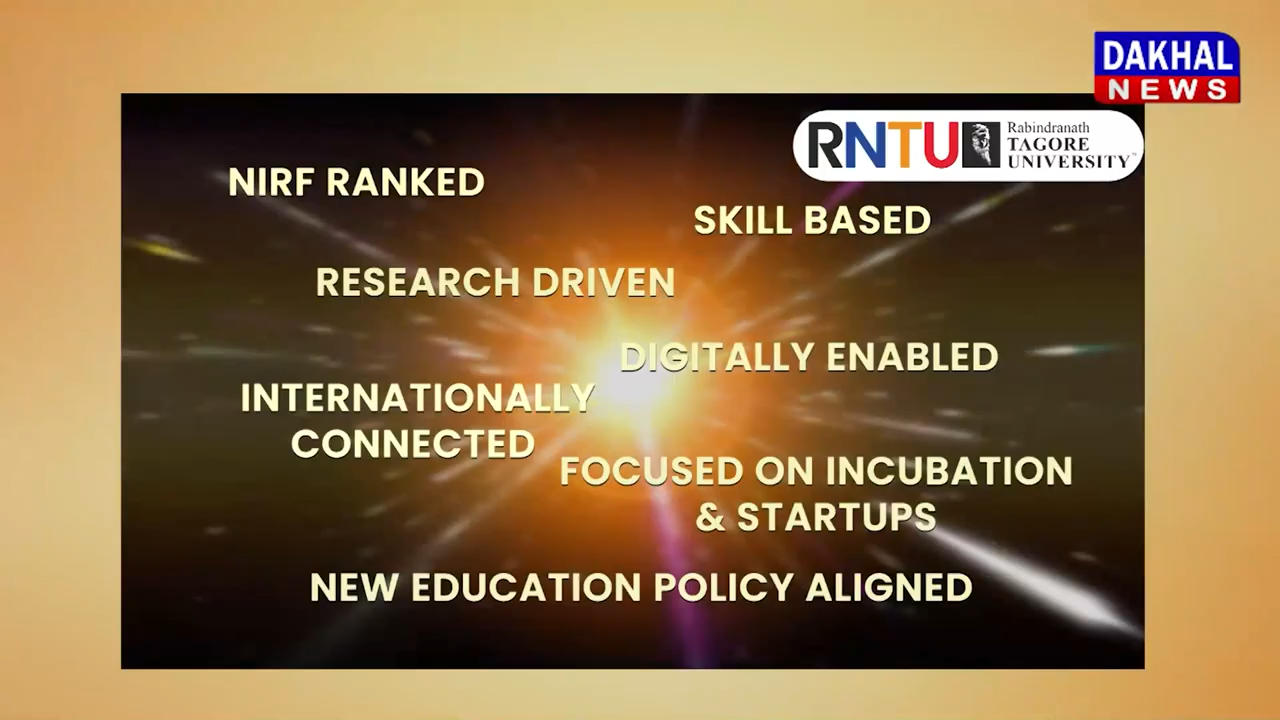 DAKHAL
NEWS
RNTU
Rabindranath
TAGORE
UNIVERSITY
NIRF RANKED
SKILL BASED
RESEARCH DRIVEN
DIGITALLY ENABLED
INTERNATIONALLY
CONNECTED
FOCUSED ON INCUBATION
& STARTUPS
NEW EDUCATION POLICY ALIGNED